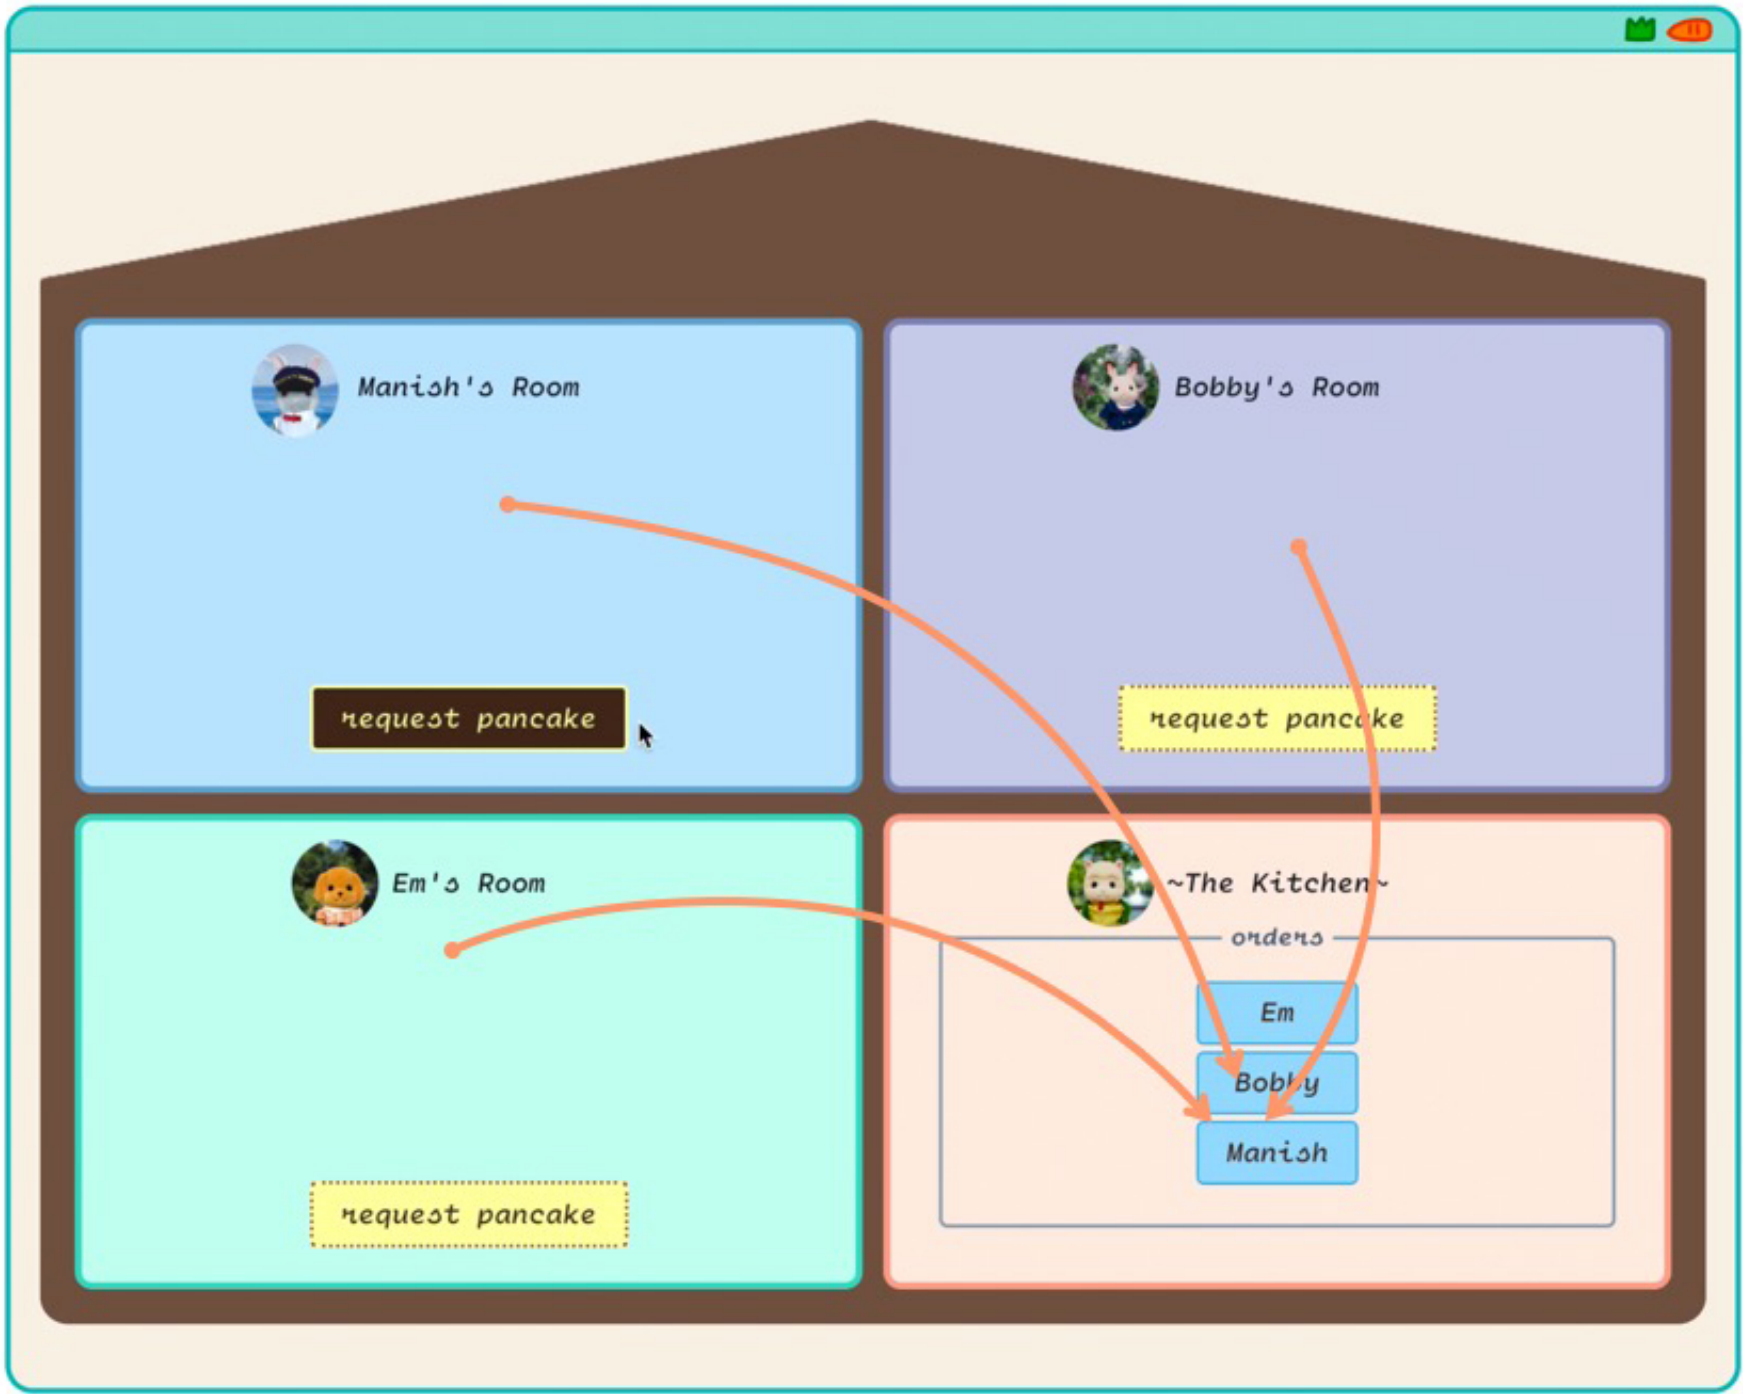 Manish's Room
request pancake
Bobby's Room
request pancake
Em's Room
request pancake
~The Kitchen~
orders
Em
Bobby
Manish